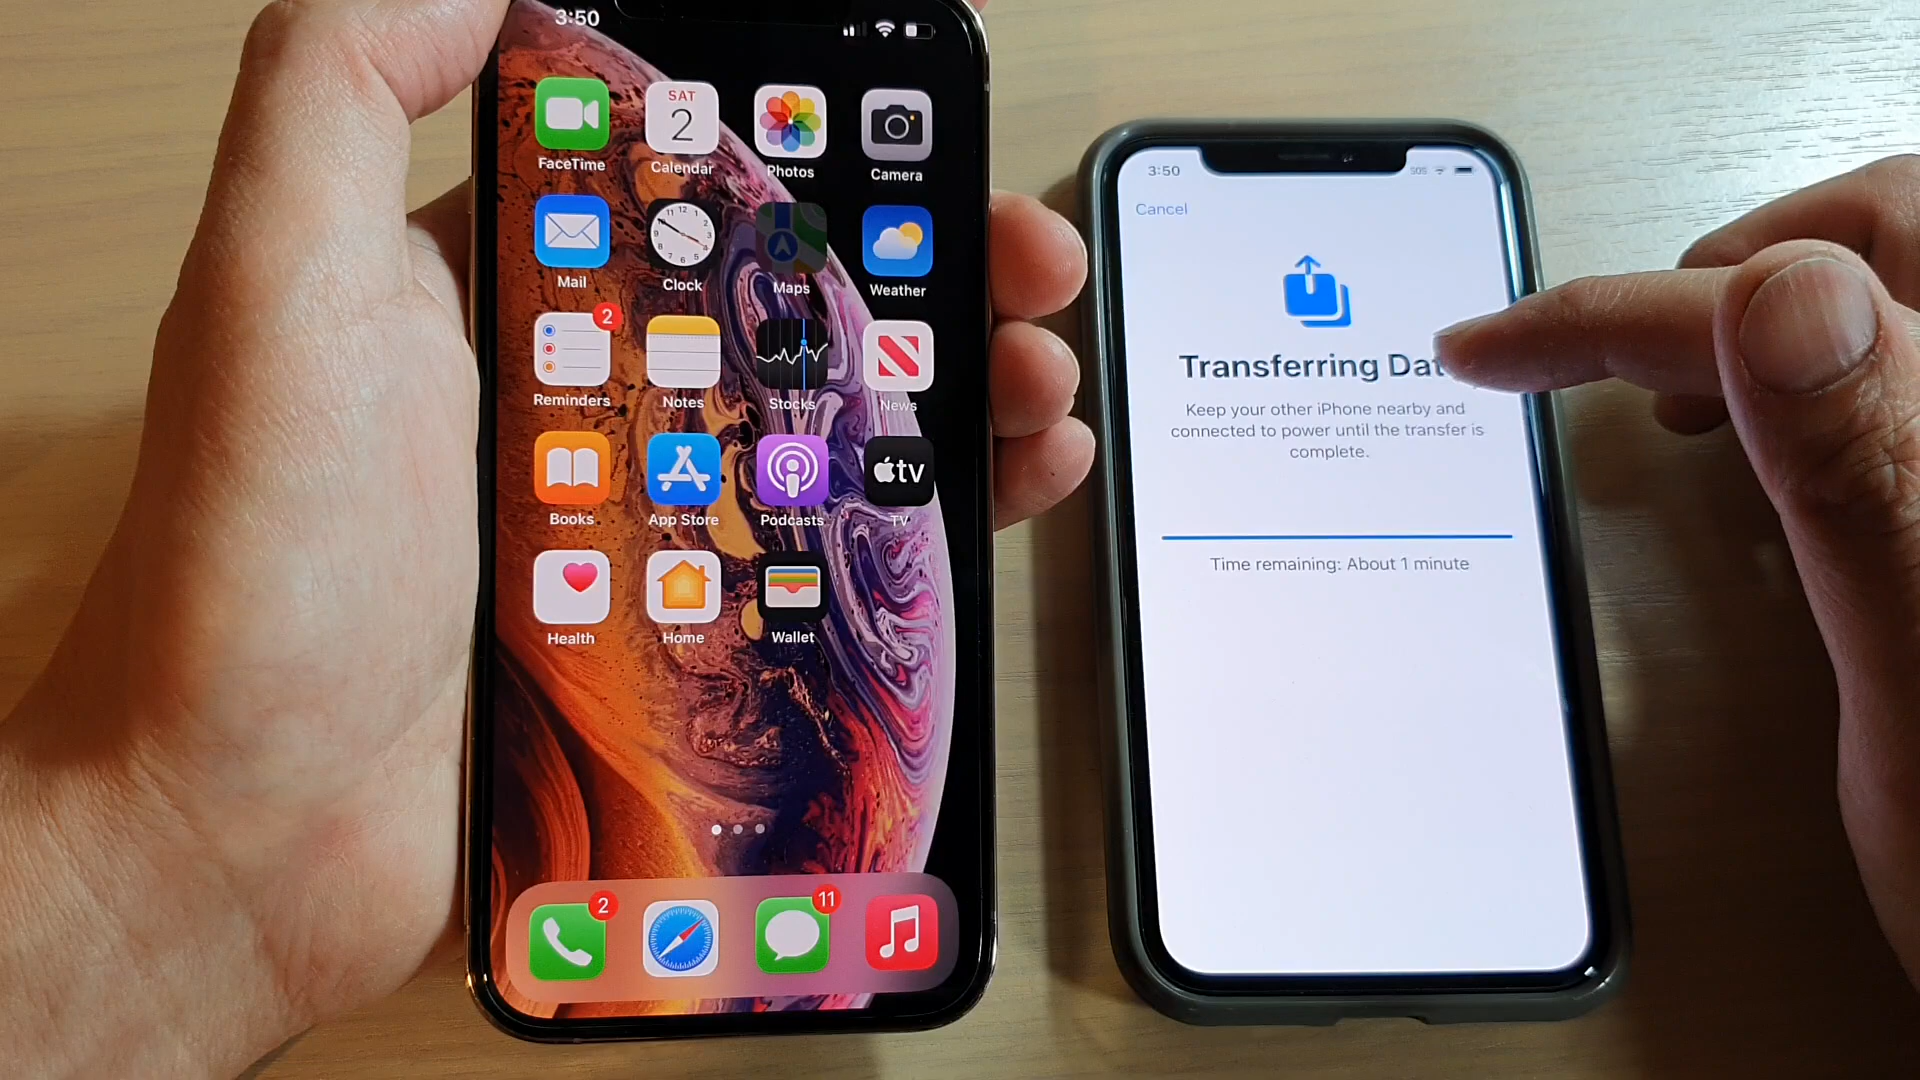 3:50
FaceTime
SAT
2
Calendar
Photos
Camera
Mail
12
Clock
Maps
Weather
2
Reminders
Notes
Stocks
News
Books
App Store
Podcasts
tv
TV
Health
Home
Wallet
2
11
3:50
SOS
Cancel
Transferring Dat
Keep your other iPhone nearby and
connected to power until the transfer is
complete.
Time remaining: About 1 minute